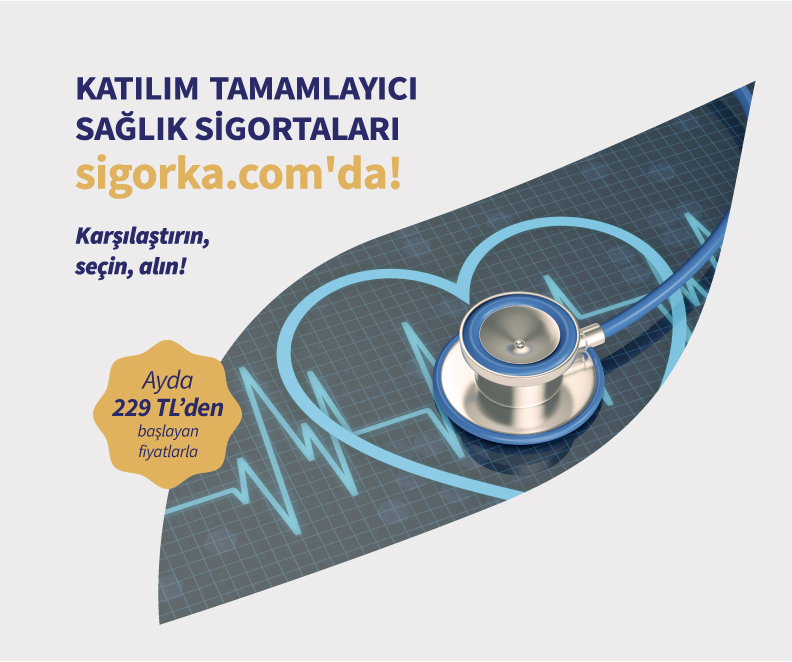 KATILIM TAMAMLAYICI
SAĞLIK SİGORTALARI
sigorka.com'da!
Karşılaştırın,
seçin, alın!
Ayda
229 TL’den
başlayan
fiyatlarla